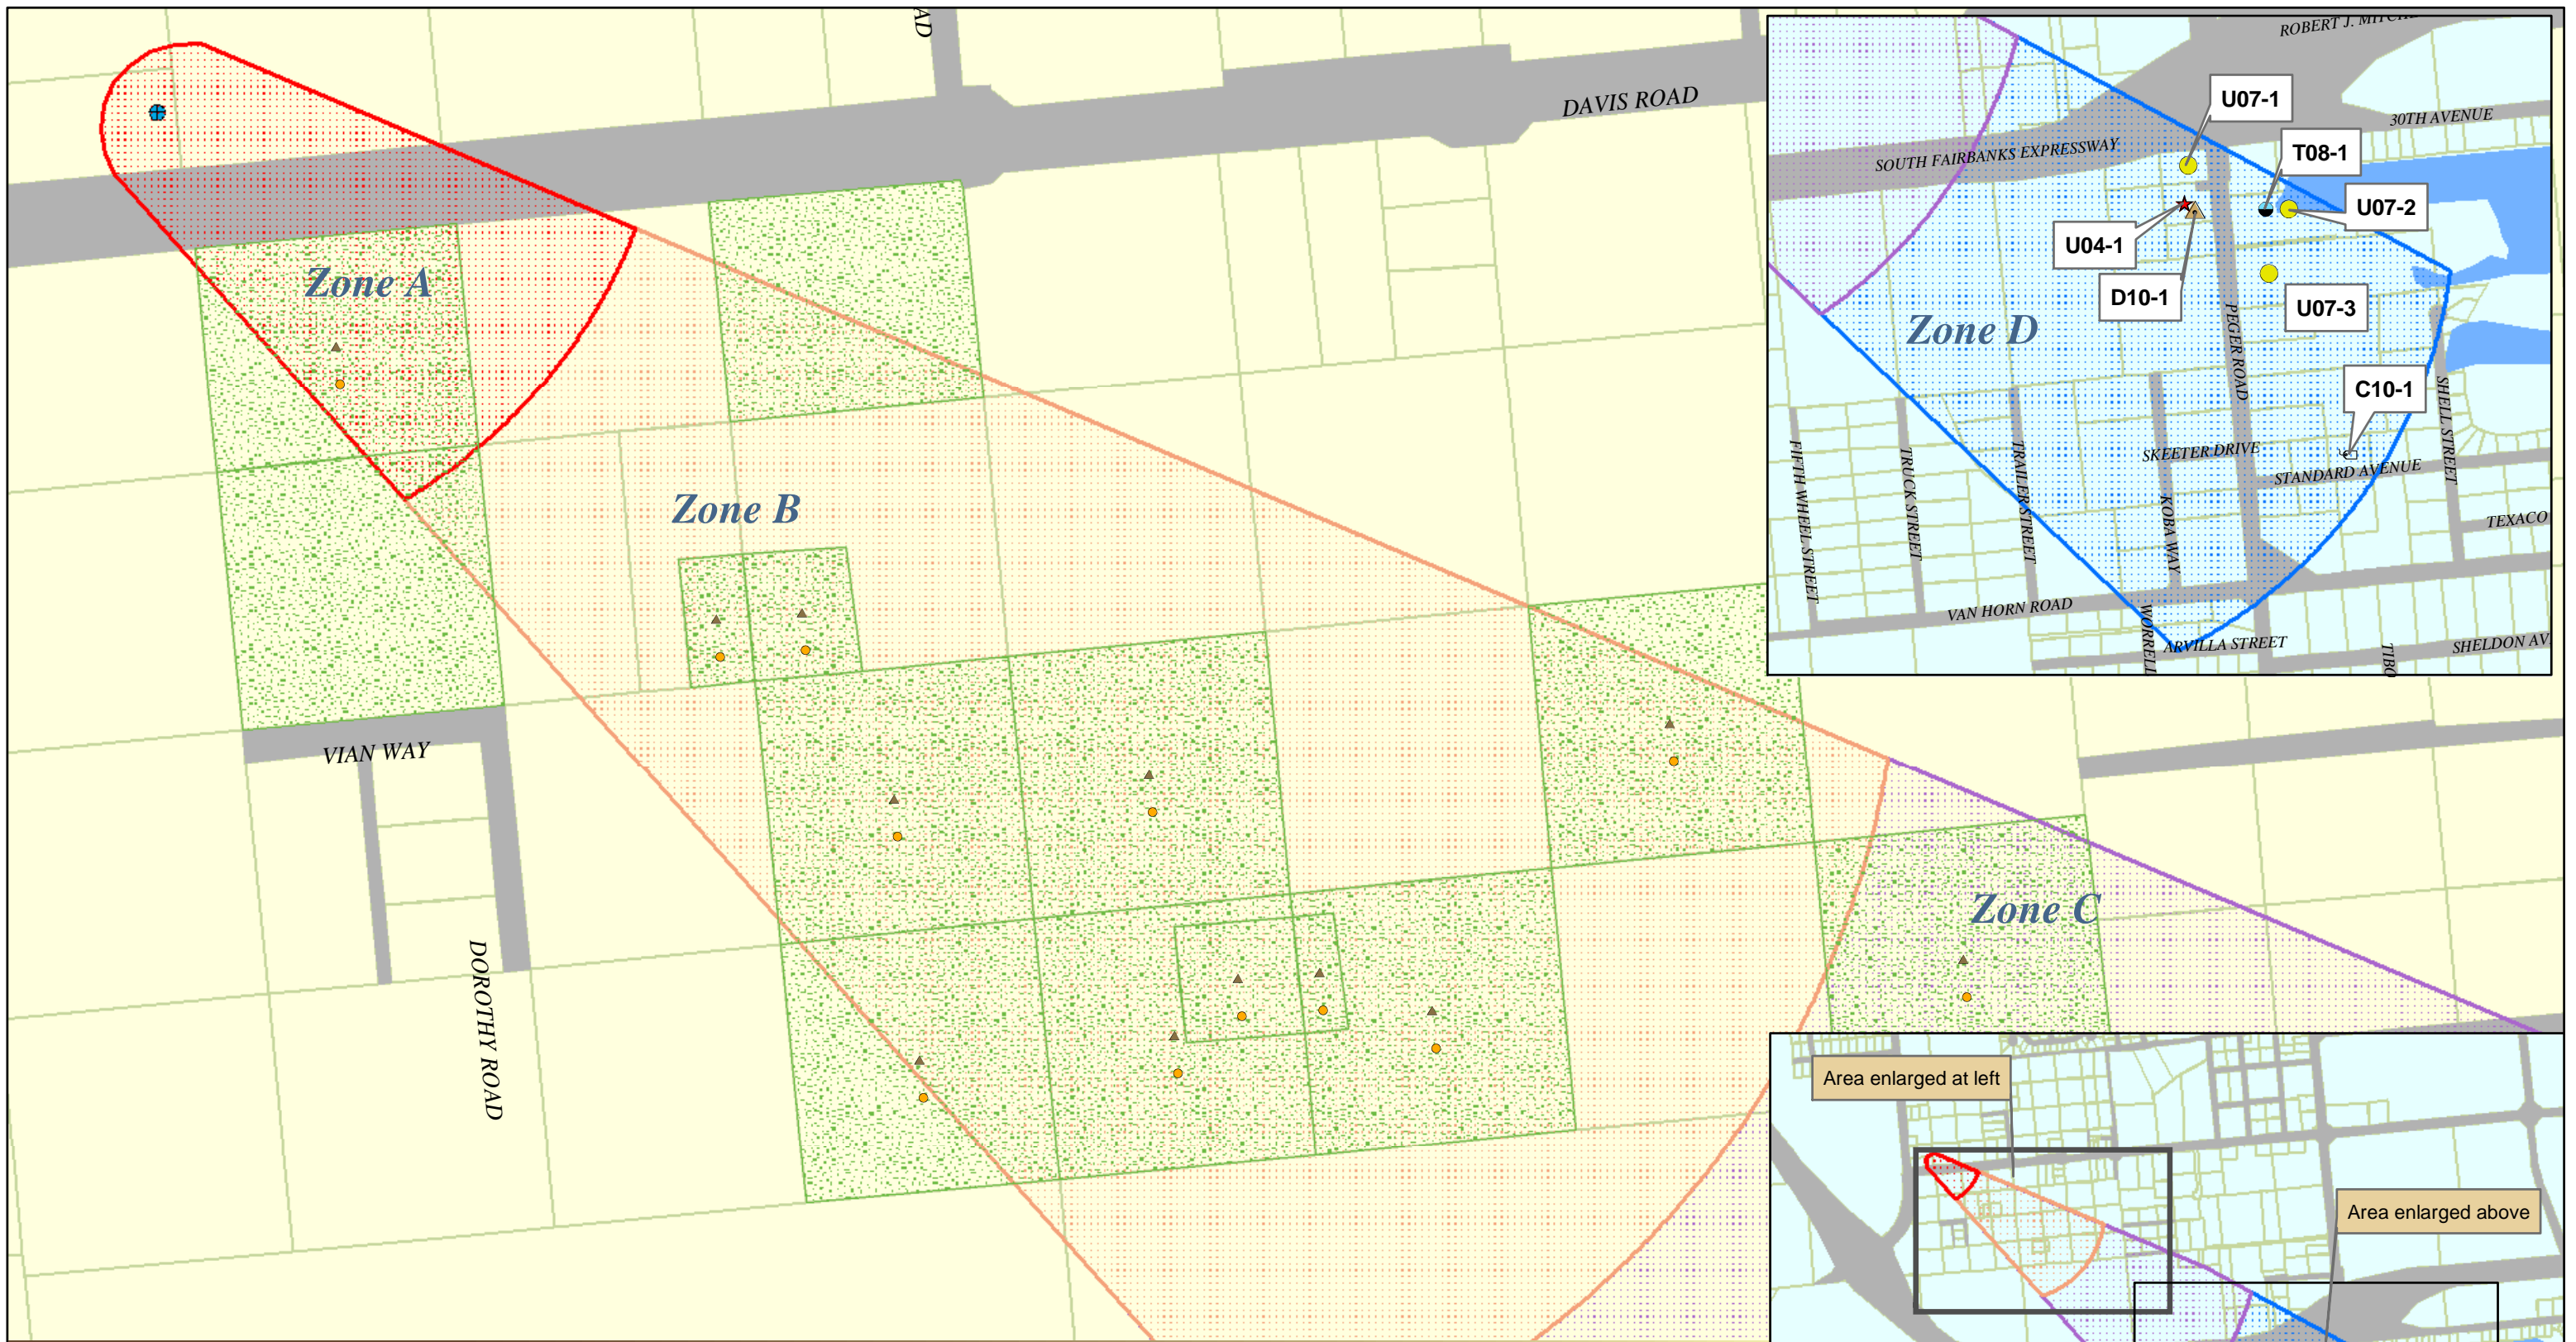 DAVIS ROAD
Zone A
Zone B
VIAN WAY
DOROTHY ROAD
Zone C
30TH AVENUE
SOUTH FAIRBANKS EXPRESSWAY
U07-1
T08-1
U07-2
U04-1
D10-1
U07-3
Zone D
PEGER ROAD
C10-1
SHELL STREET
SKEETER DRIVE
STANDARD AVENUE
FIFTH WHEEL STREET
TRUCK STREET
TRAILER STREET
KOBA WAY
TEXACO
VAN HORN ROAD
WORRELL
ARVILLA STREET
SHELDON AV
ROBERT J.
Area enlarged at left
Area enlarged above